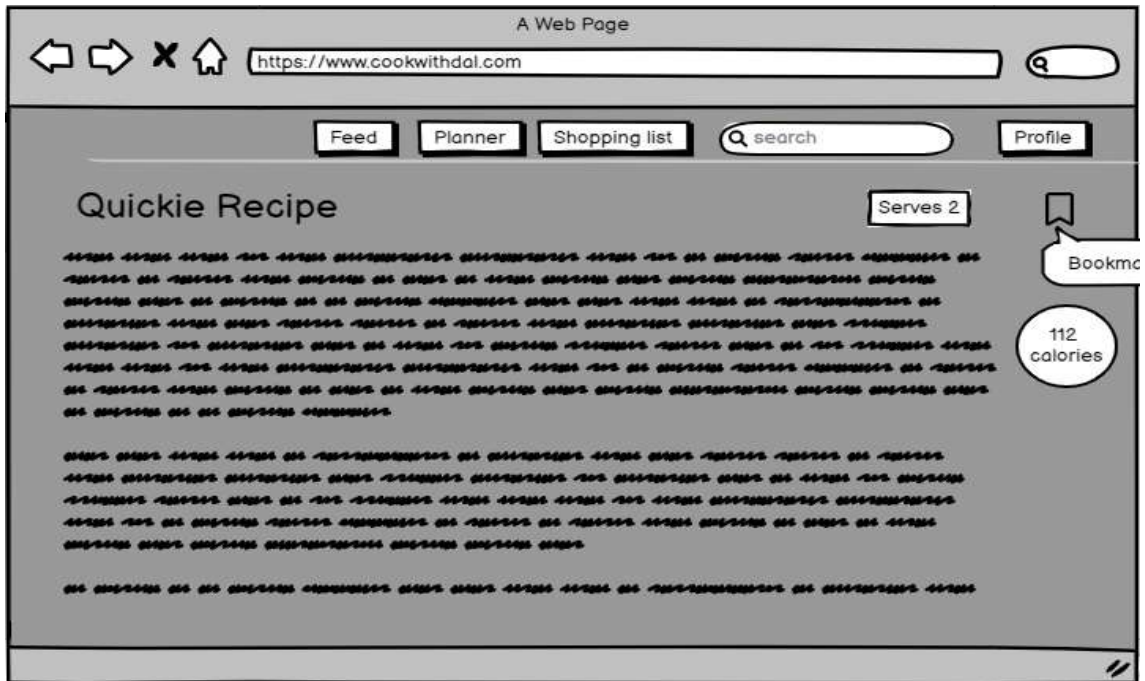 A Web Page
https://www.cookwithdal.com
Feed Planner Shopping list search Profile
Quickie Recipe Serves 2
Bookma
112
calories